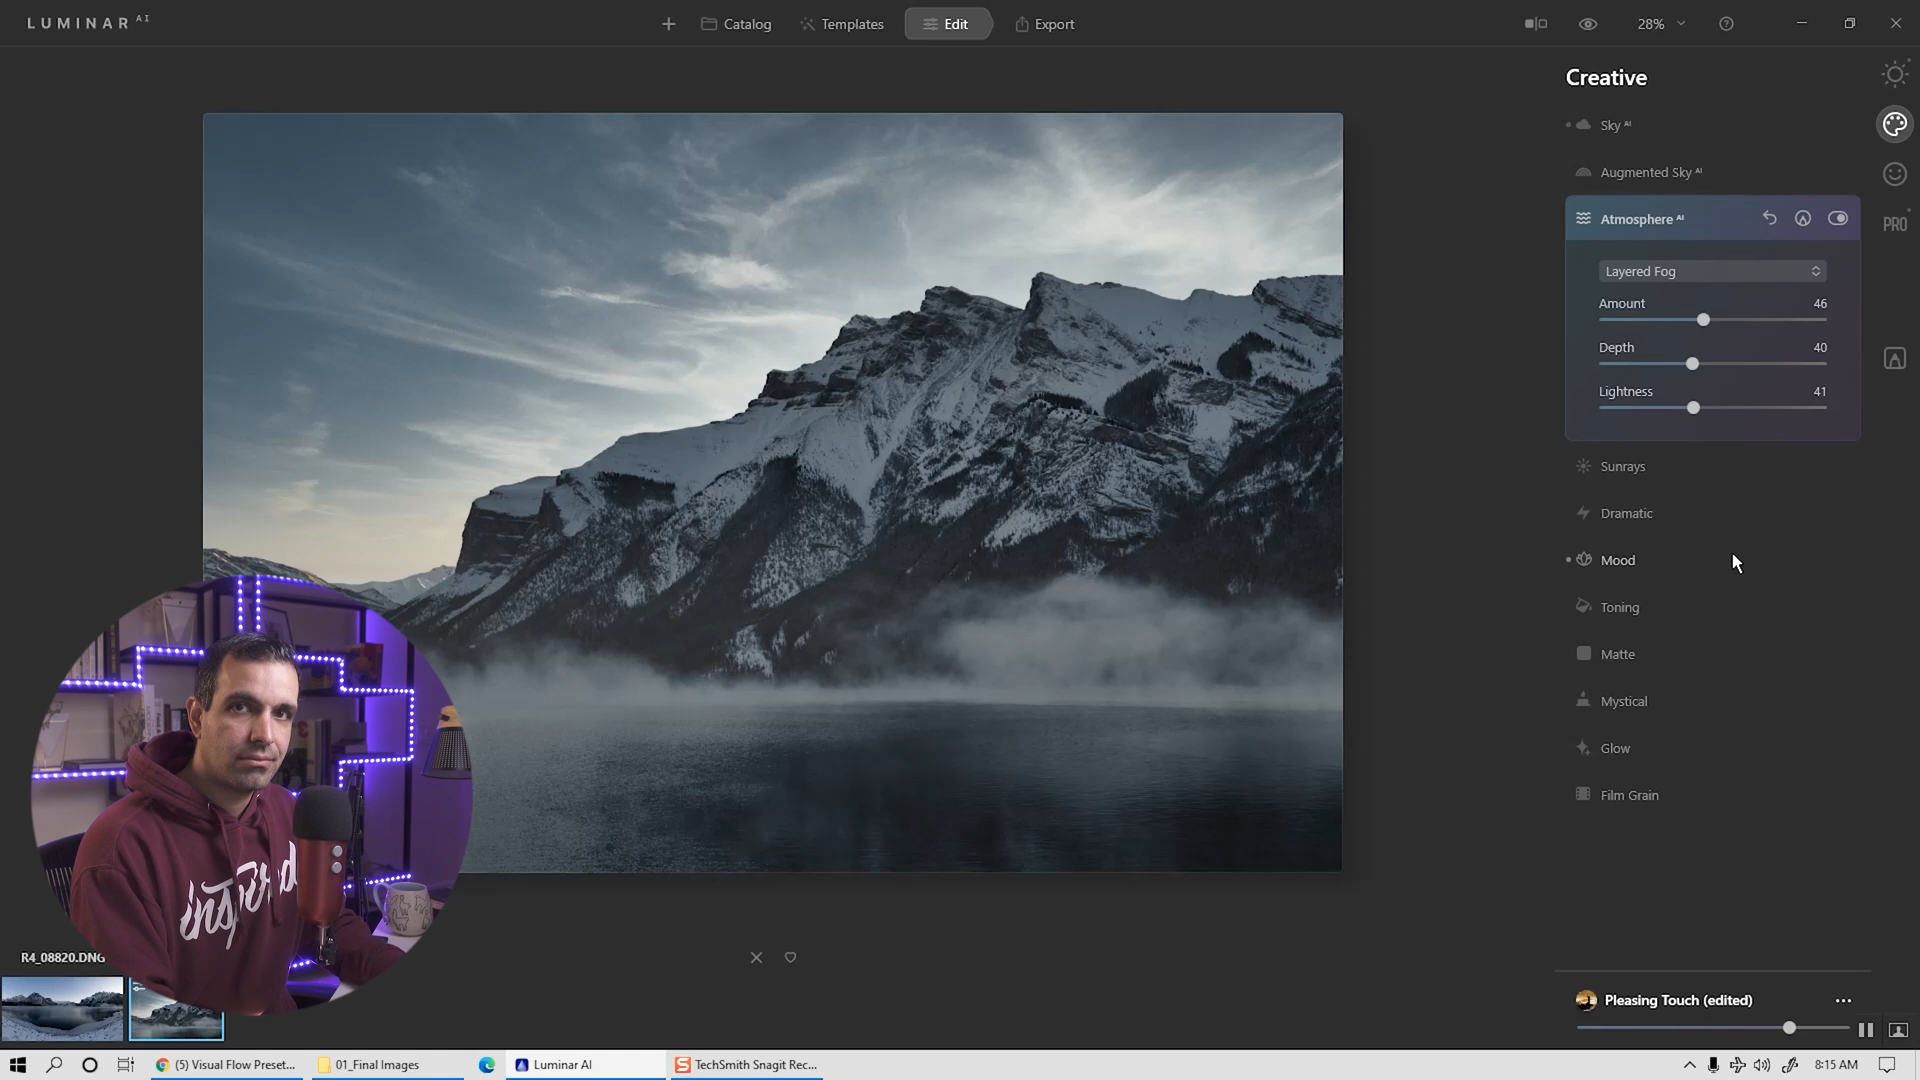 LUMINAR AI
Catalog
Templates
Edit
Export
28%
Creative
Sky AI
Augmented Sky AI
Atmosphere AI
Layered Fog
Amount 46
Depth 40
Lightness 41
Sunrays
Dramatic
Mood
Toning
Matte
Mystical
Glow
Film Grain
PRO
inspired
R4_08820.DNG
Pleasing Touch (edited)
(5) Visual Flow Preset...
01_Final Images
Luminar AI
TechSmith Snagit Rec...
8:15 AM